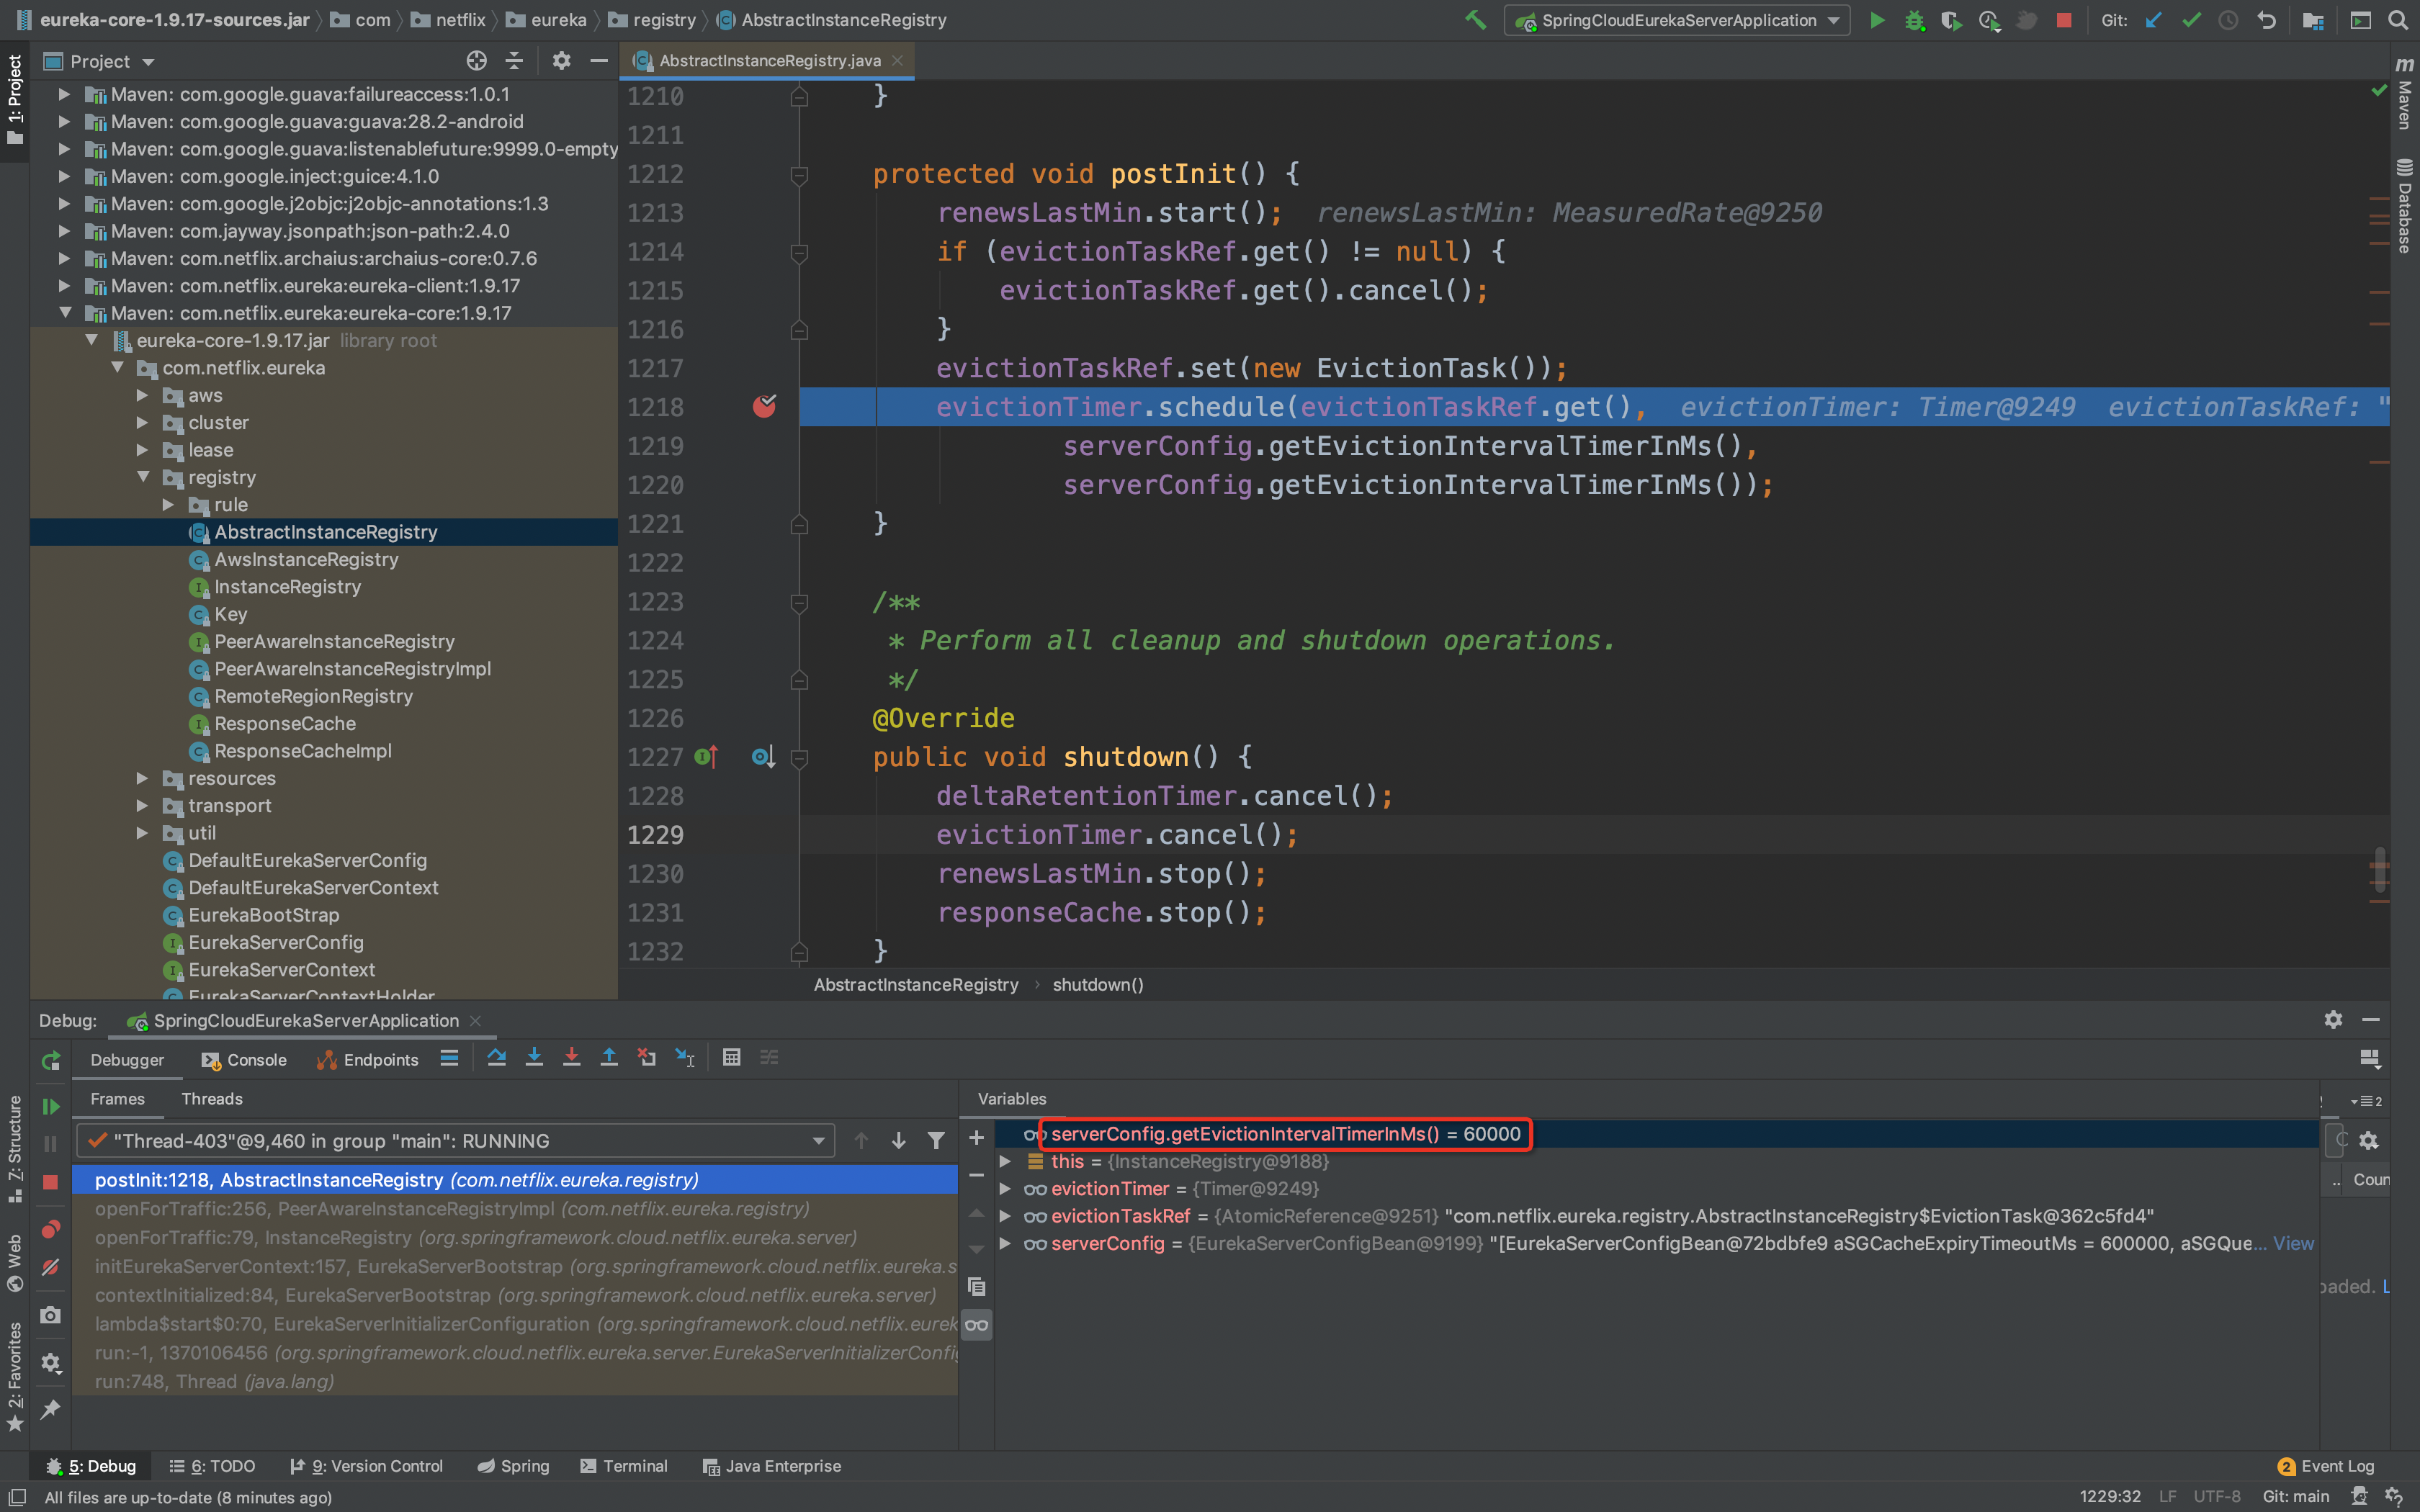 eureka-core-1.9.17-sources.jar com netflix eureka registry AbstractInstanceRegistry
SpringCloudEurekaServerApplication Git:
1: Project
Project
AbstractInstanceRegistry.java
Maven: com.google.guava:failureaccess:1.0.1
Maven: com.google.guava:guava:28.2-android
Maven: com.google.guava:listenablefuture:9999.0-empty
Maven: com.google.inject:guice:4.1.0
Maven: com.google.j2objc:j2objc-annotations:1.3
Maven: com.jayway.jsonpath:json-path:2.4.0
Maven: com.netflix.archaius:archaius-core:0.7.6
Maven: com.netflix.eureka:eureka-client:1.9.17
Maven: com.netflix.eureka:eureka-core:1.9.17
eureka-core-1.9.17.jar library root
com.netflix.eureka
aws
cluster
lease
registry
rule
AbstractInstanceRegistry
AwsInstanceRegistry
InstanceRegistry
Key
PeerAwareInstanceRegistry
PeerAwareInstanceRegistryImpl
RemoteRegionRegistry
ResponseCache
ResponseCacheImpl
resources
transport
util
DefaultEurekaServerConfig
DefaultEurekaServerContext
EurekaBootStrap
EurekaServerConfig
EurekaServerContext
EurekaServerContextHolder
1210 }
1211
1212 protected void postInit() {
1213 renewsLastMin.start(); renewsLastMin: MeasuredRate@9250
1214 if (evictionTaskRef.get() != null) {
1215 evictionTaskRef.get().cancel();
1216 }
1217 evictionTaskRef.set(new EvictionTask());
1218 evictionTimer.schedule(evictionTaskRef.get(), evictionTimer: Timer@9249 evictionTaskRef: "
1219 serverConfig.getEvictionIntervalTimerInMs(),
1220 serverConfig.getEvictionIntervalTimerInMs());
1221 }
1222
1223 /**
1224 * Perform all cleanup and shutdown operations.
1225 */
1226 @Override
1227 public void shutdown() {
1228 deltaRetentionTimer.cancel();
1229 evictionTimer.cancel();
1230 renewsLastMin.stop();
1231 responseCache.stop();
1232 }
AbstractInstanceRegistry shutdown()
Maven
Database
Debug: SpringCloudEurekaServerApplication
Debugger Console Endpoints
Frames Threads
"Thread-403"@9,460 in group "main": RUNNING
postInit:1218, AbstractInstanceRegistry (com.netflix.eureka.registry)
openForTraffic:256, PeerAwareInstanceRegistryImpl (com.netflix.eureka.registry)
openForTraffic:79, InstanceRegistry (org.springframework.cloud.netflix.eureka.server)
initEurekaServerContext:157, EurekaServerBootstrap (org.springframework.cloud.netflix.eureka.s
contextInitialized:84, EurekaServerBootstrap (org.springframework.cloud.netflix.eureka.server)
lambda$start$0:70, EurekaServerInitializerConfiguration (org.springframework.cloud.netflix.eurek
run:-1, 1370106456 (org.springframework.cloud.netflix.eureka.server.EurekaServerInitializerConfi
run:748, Thread (java.lang)
Variables
serverConfig.getEvictionIntervalTimerInMs() = 60000
this = {InstanceRegistry@9188}
evictionTimer = {Timer@9249}
evictionTaskRef = {AtomicReference@9251} "com.netflix.eureka.registry.AbstractInstanceRegistry$EvictionTask@362c5fd4"
serverConfig = {EurekaServerConfigBean@9199} "[EurekaServerConfigBean@72bdbfe9 aSGCacheExpiryTimeoutMs = 600000, aSGQue... View
2
.. Coun
oaded. L
7: Structure
Web
2: Favorites
5: Debug 6: TODO 9: Version Control Spring Terminal Java Enterprise 2 Event Log
All files are up-to-date (8 minutes ago) 1229:32 LF UTF-8 Git: main